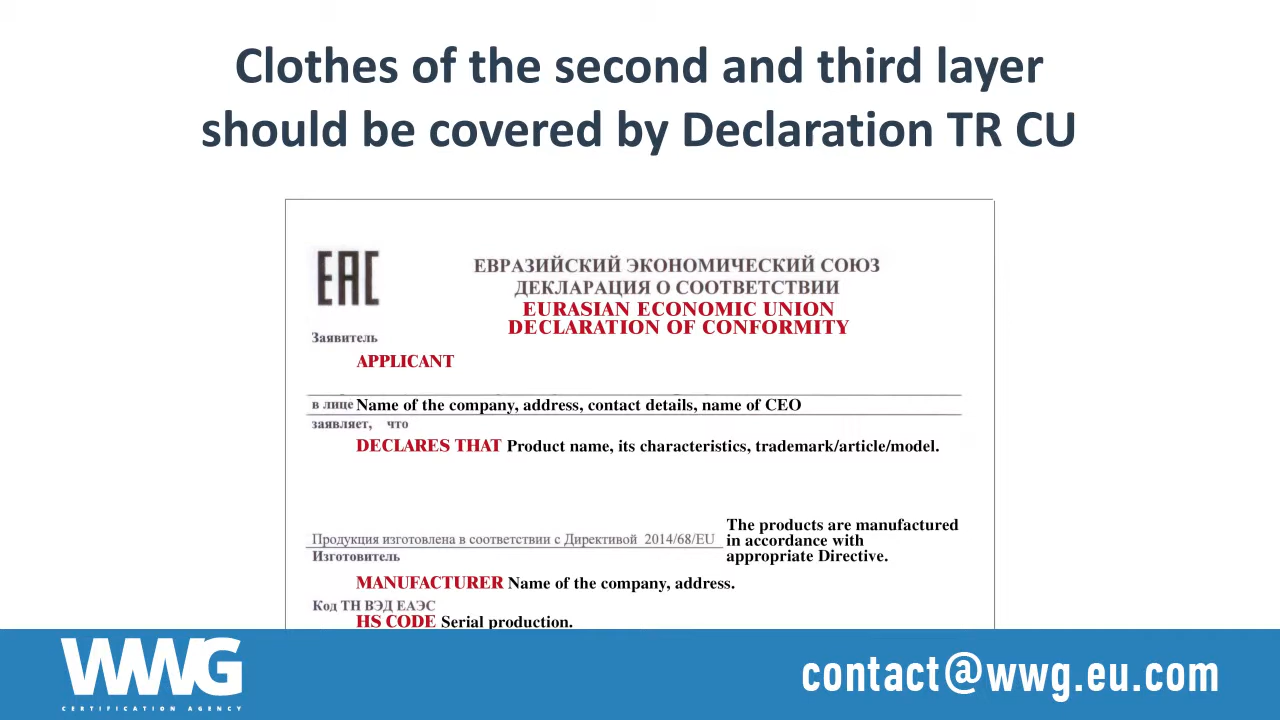 Clothes of the second and third layer
should be covered by Declaration TR CU
EAC
ЕВРАЗИЙСКИЙ ЭКОНОМИЧЕСКИЙ СОЮЗ
ДЕКЛАРАЦИЯ О СООТВЕТСТВИИ
EURASIAN ECONOMIC UNION
DECLARATION OF CONFORMITY
Заявитель
APPLICANT
в лице Name of the company, address, contact details, name of CEO
заявляет, что
DECLARES THAT Product name, its characteristics, trademark/article/model.
The products are manufactured
in accordance with
appropriate Directive.
Продукция изготовлена в соответствии с Директивой 2014/68/EU
Изготовитель
MANUFACTURER Name of the company, address.
Код ТН ВЭД ЕАЭС
HS CODE Serial production.
WWG
CERTIFICATION AGENCY
contact@wwg.eu.com